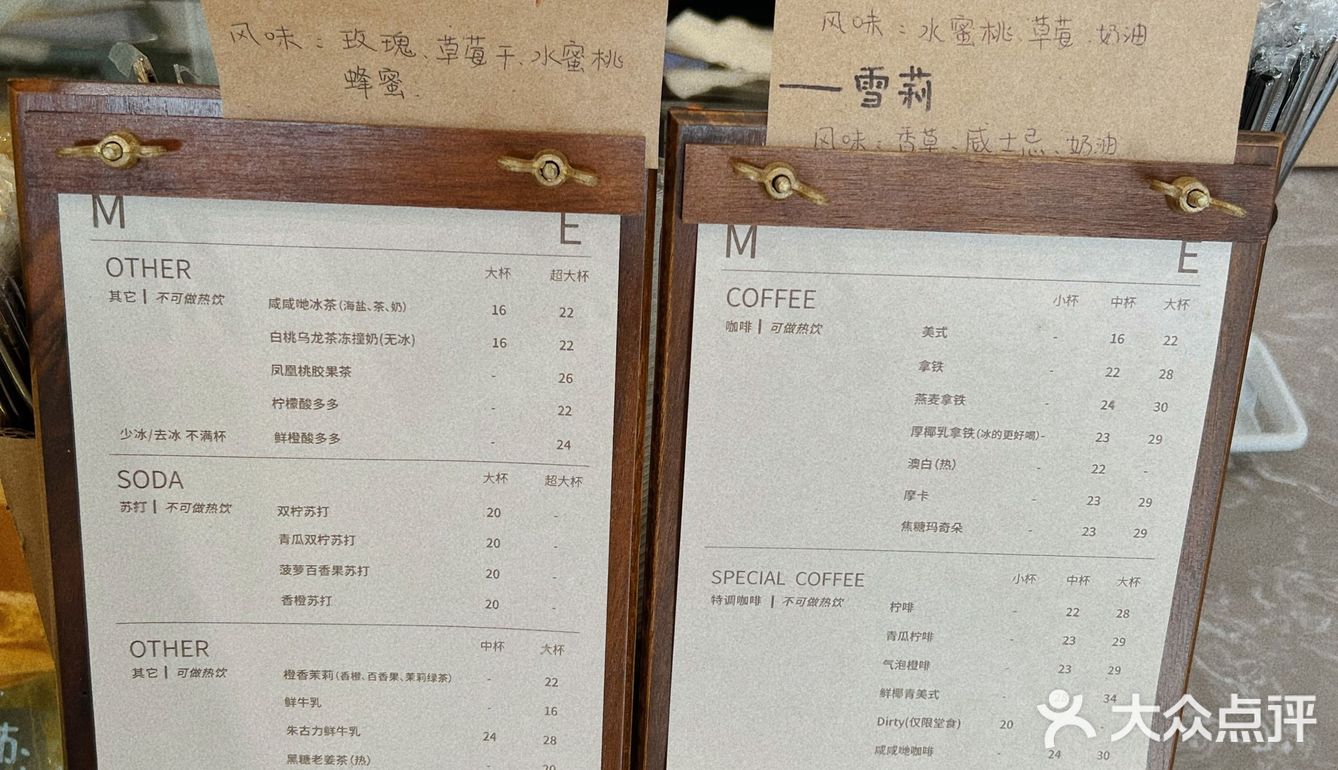 风味：玫瑰、草莓干、水蜜桃
蜂蜜.
风味：水蜜桃、草莓、奶油
——雪莉
风味：香草、威士忌、奶油
M E
OTHER 大杯 超大杯
其它 | 不可做热饮
咸咸哋冰茶(海盐、茶、奶) 16 22
白桃乌龙茶冻撞奶(无冰) 16 22
凤凰桃胶果茶 - 26
柠檬酸多多 - 22
少冰/去冰 不满杯 鲜橙酸多多 - 24
SODA 大杯 超大杯
苏打 | 不可做热饮
双柠苏打 20 -
青瓜双柠苏打 20 -
菠萝百香果苏打 20 -
香橙苏打 20 -
OTHER 中杯 大杯
其它 | 可做热饮
橙香茉莉(香橙、百香果、茉莉绿茶) - 22
鲜牛乳 - 16
朱古力鲜牛乳 24 28
黑糖老姜茶(热) - 20
M E
COFFEE 小杯 中杯 大杯
咖啡 | 可做热饮
美式 - 16 22
拿铁 - 22 28
燕麦拿铁 - 24 30
厚椰乳拿铁(冰的更好喝) - 23 29
澳白(热) - 22 -
摩卡 - 23 29
焦糖玛奇朵 - 23 29
SPECIAL COFFEE 小杯 中杯 大杯
特调咖啡 | 不可做热饮
柠啡 - 22 28
青瓜柠啡 - 23 29
气泡橙啡 - 23 29
鲜椰青美式 - 34
Dirty(仅限堂食) 20 -
咸咸哋咖啡 - 24 30
大众点评